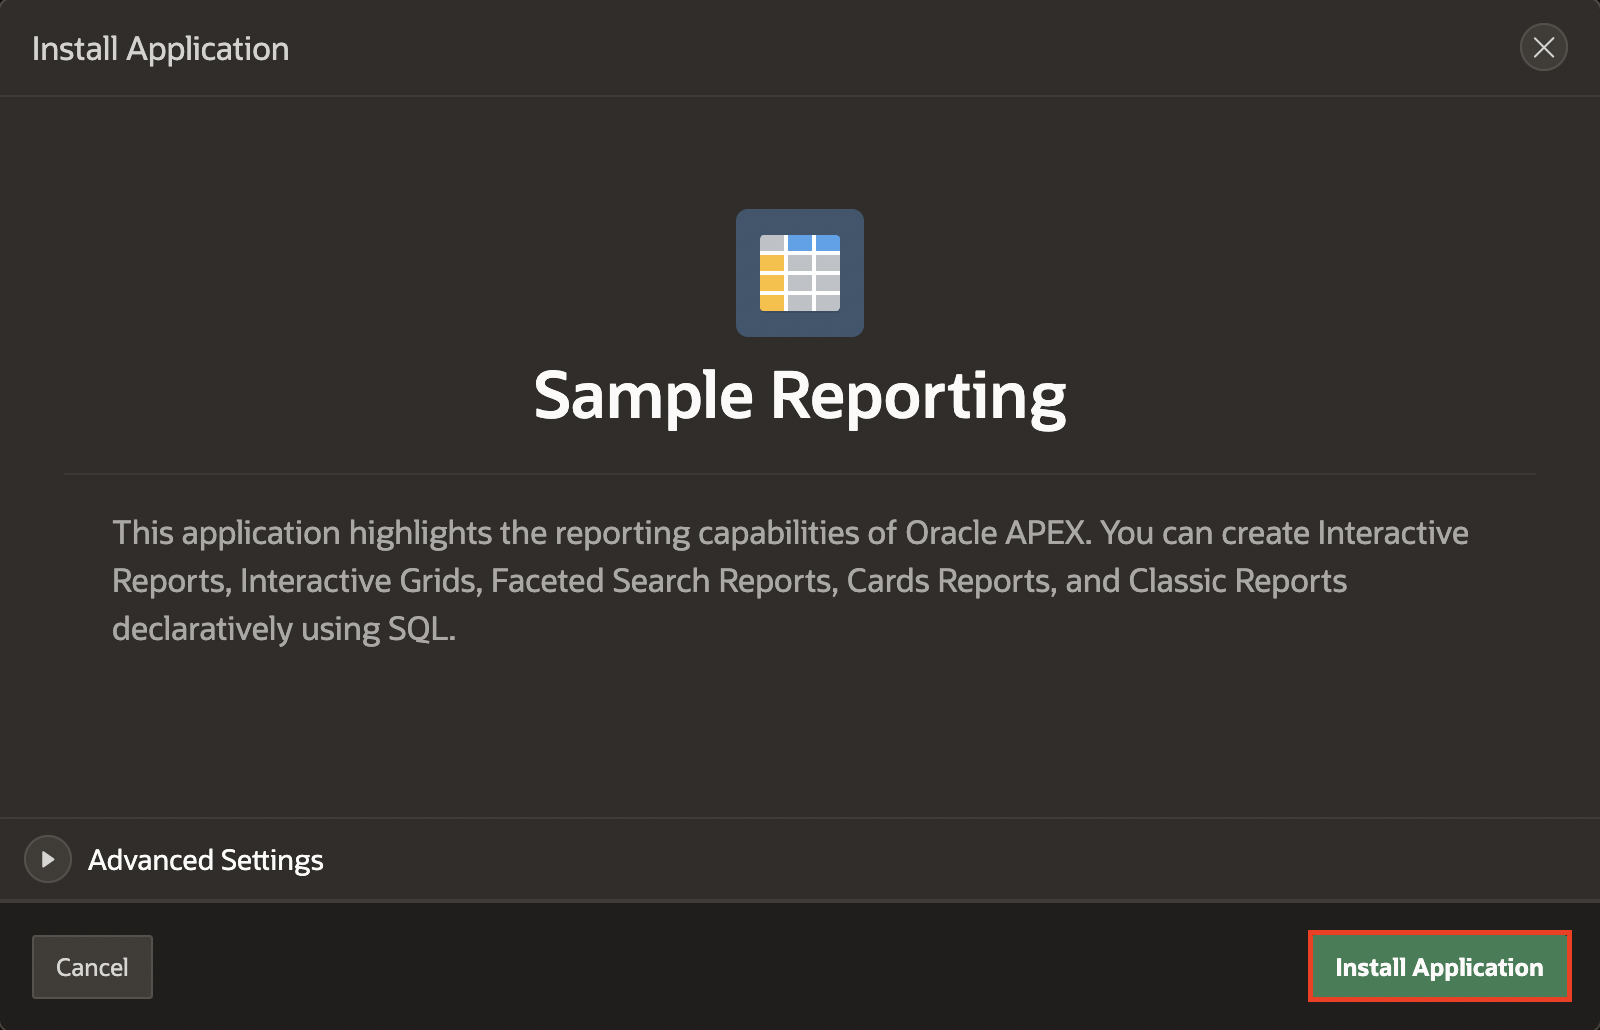 Install Application
Sample Reporting
This application highlights the reporting capabilities of Oracle APEX. You can create Interactive
Reports, Interactive Grids, Faceted Search Reports, Cards Reports, and Classic Reports
declaratively using SQL.
Advanced Settings
Cancel
Install Application